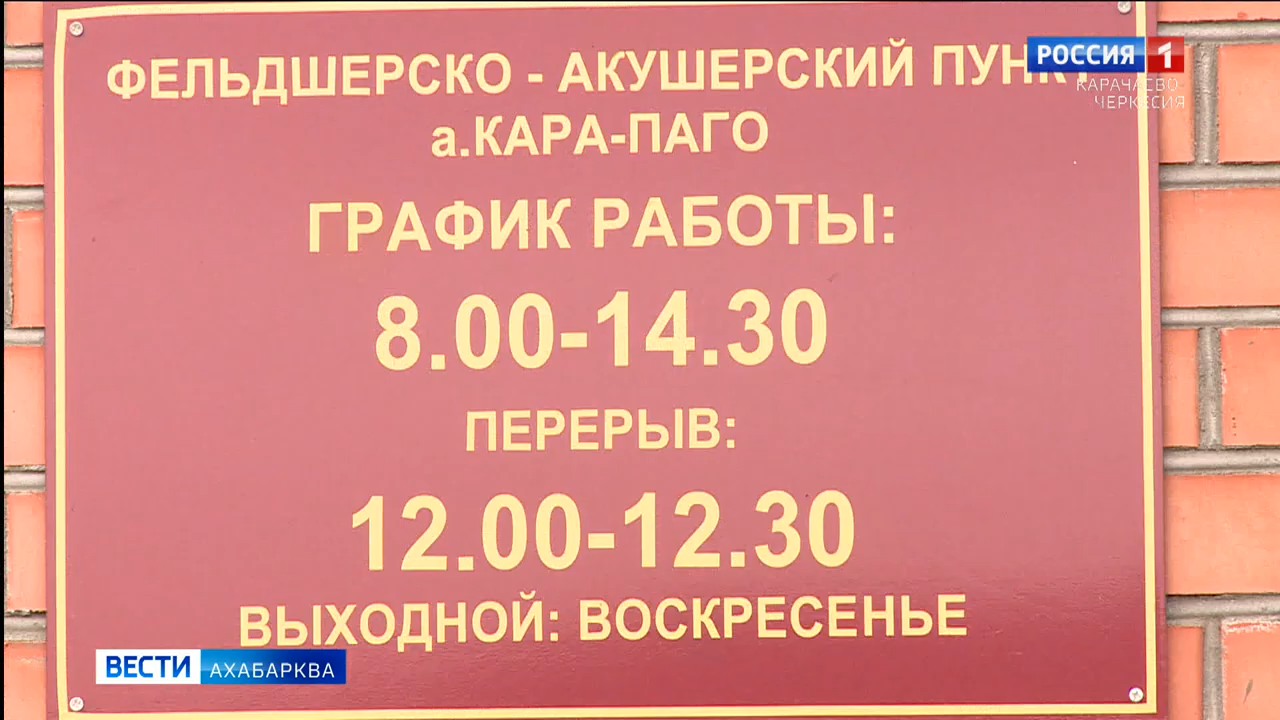 ФЕЛЬДШЕРСКО - АКУШЕРСКИЙ ПУНКТ
а.КАРА-ПАГО
ГРАФИК РАБОТЫ:
8.00-14.30
ПЕРЕРЫВ:
12.00-12.30
ВЫХОДНОЙ: ВОСКРЕСЕНЬЕ
РОССИЯ 1
КАРАЧАЕВО-
ЧЕРКЕСИЯ
ВЕСТИ АХАБАРКВА